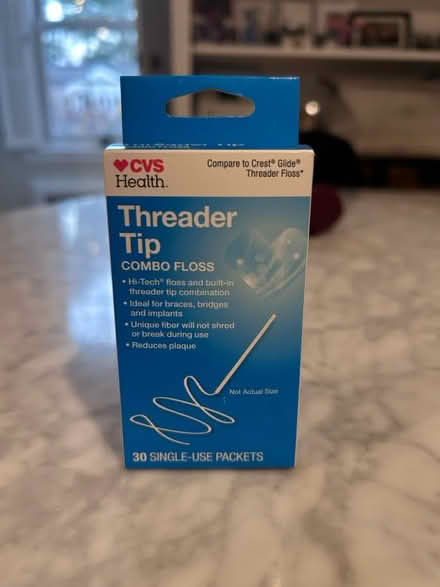 Threader Tip
CVS
Health.
Compare to Crest® Glide®
Threader Floss*
Threader
Tip
COMBO FLOSS
• Hi-Tech® floss and built-in
threader tip combination
• Ideal for braces, bridges
and implants
• Unique fiber will not shred
or break during use
• Reduces plaque
Not Actual Size
30 SINGLE-USE PACKETS